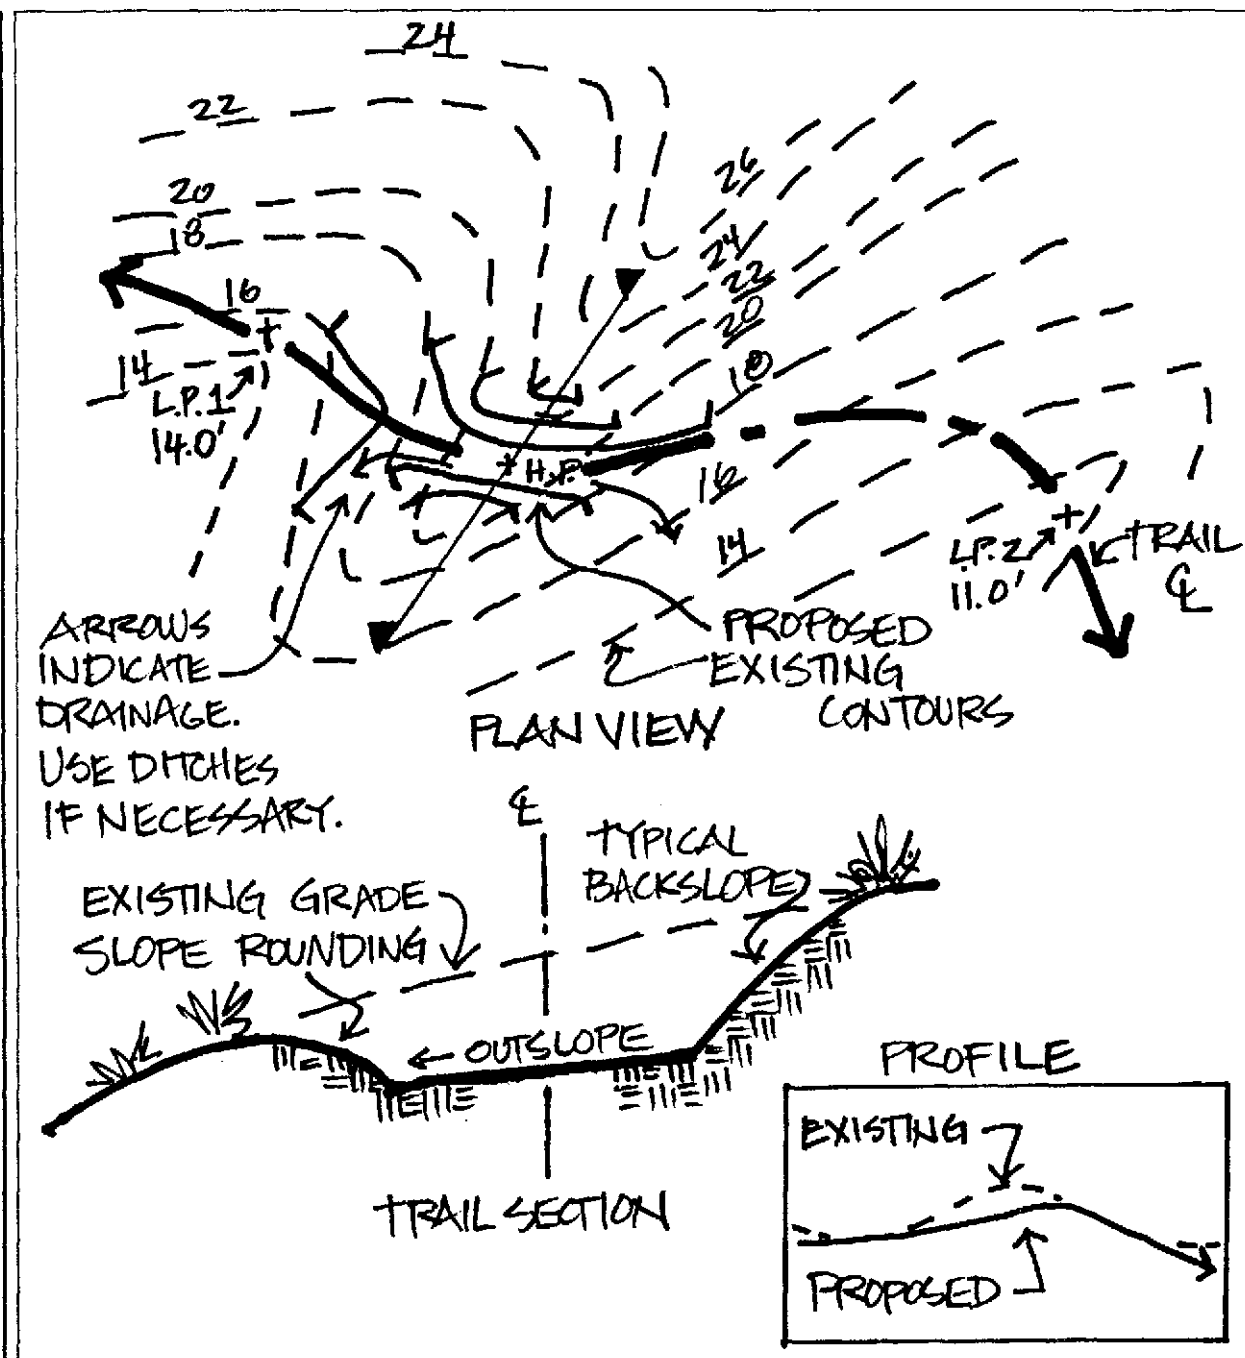 24
22
20
18
16
14
L.P. 1
14.0'
26
24
22
20
18
16
14
H.P.
L.P. 2
11.0'
TRAIL
℄
ARROWS
INDICATE
DRAINAGE.
USE DITCHES
IF NECESSARY.
PROPOSED
EXISTING
CONTOURS
PLAN VIEW
℄
TYPICAL
BACKSLOPE
EXISTING GRADE
SLOPE ROUNDING
← OUTSLOPE
TRAIL SECTION
PROFILE
EXISTING
PROPOSED